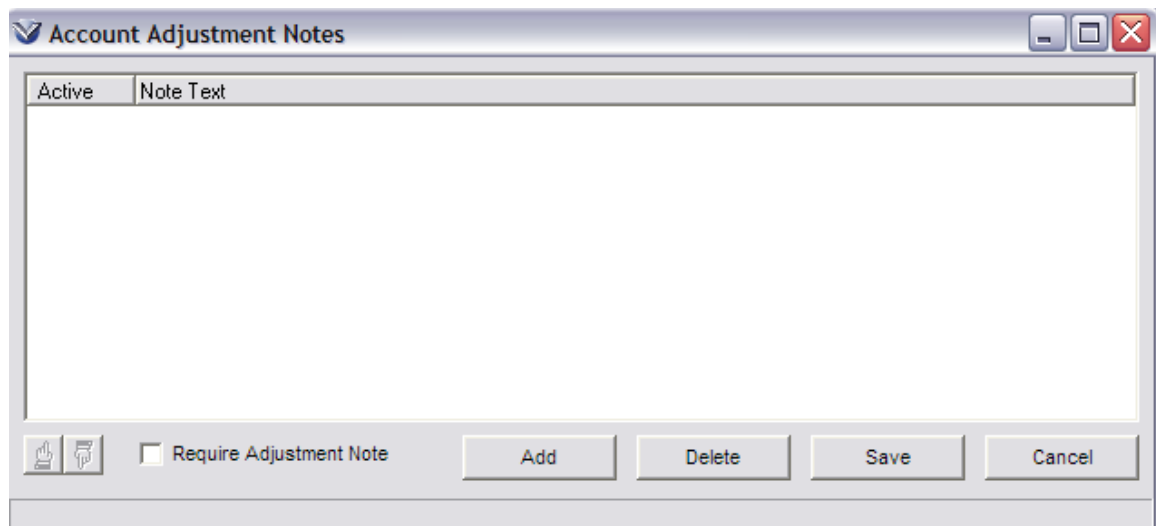 Account Adjustment Notes
Active Note Text
Require Adjustment Note Add Delete Save Cancel